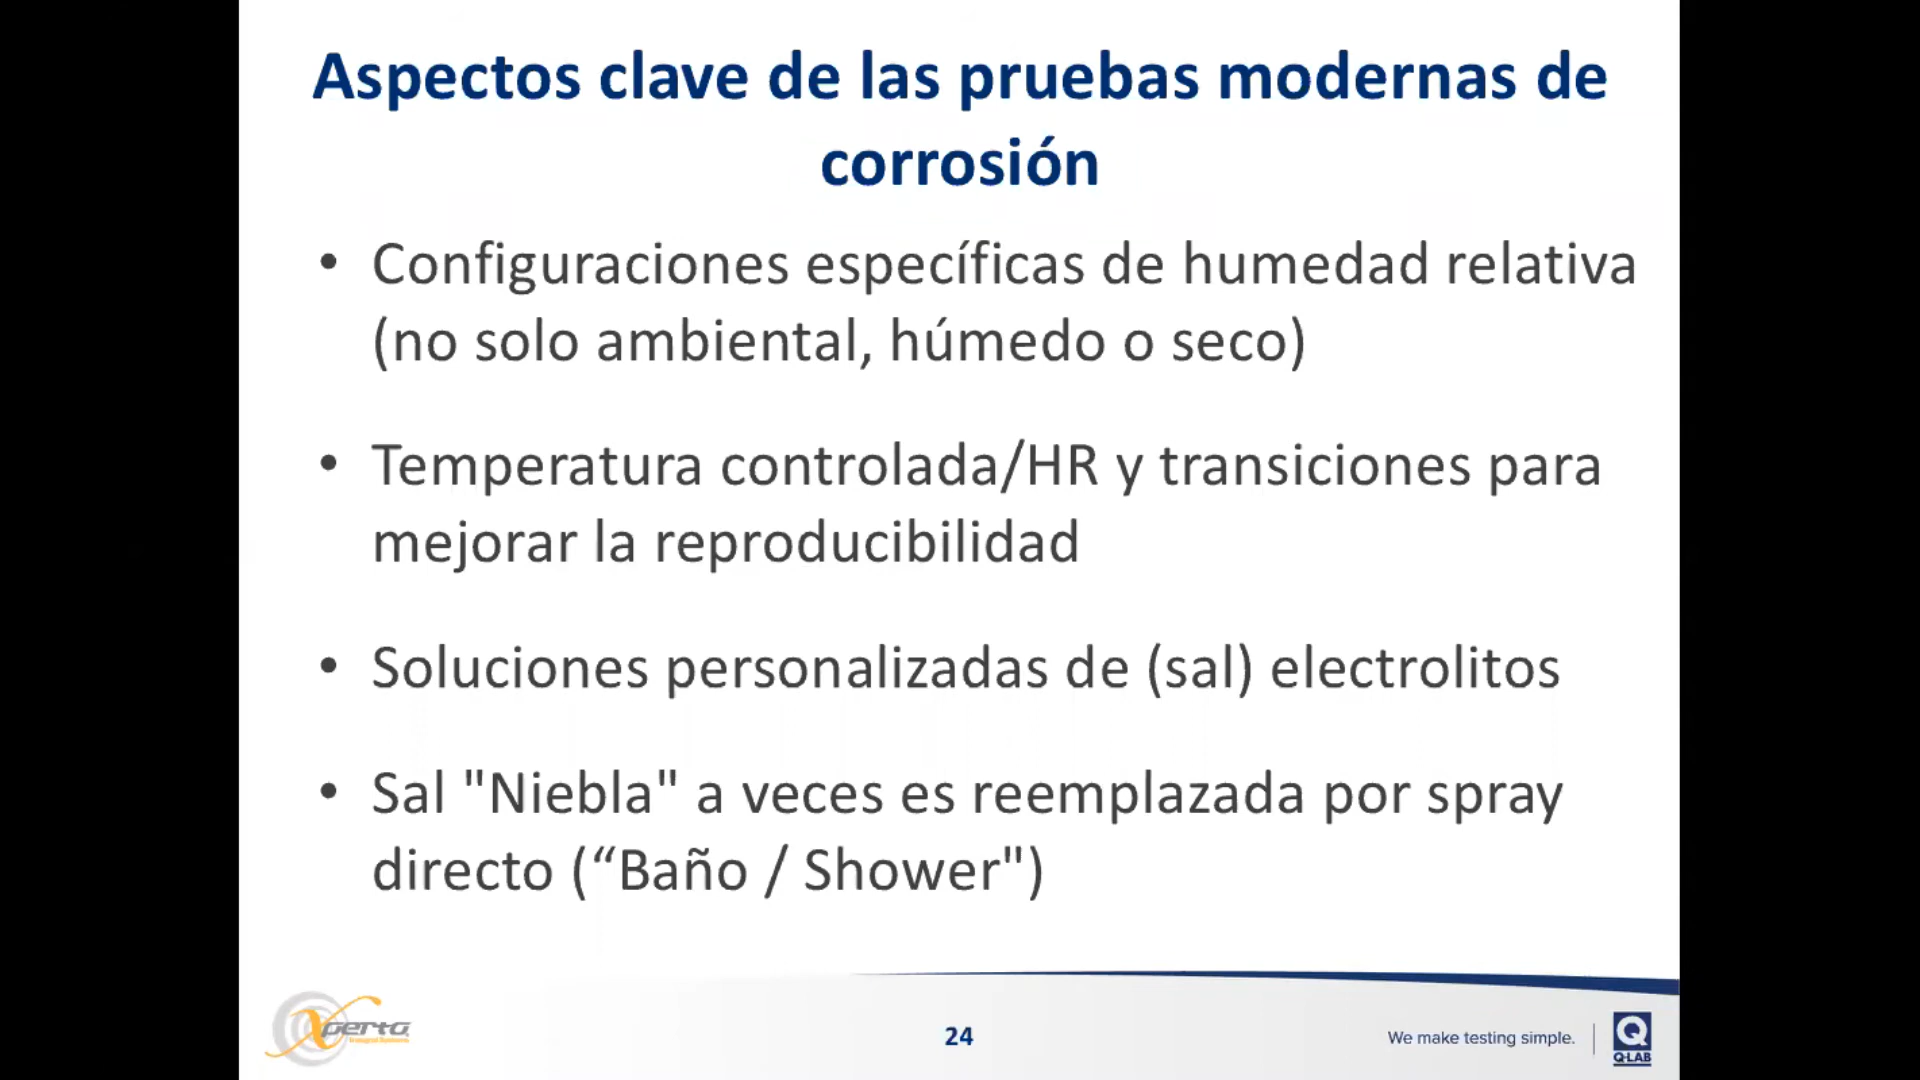 Aspectos clave de las pruebas modernas de
corrosión
• Configuraciones específicas de humedad relativa
(no solo ambiental, húmedo o seco)
• Temperatura controlada/HR y transiciones para
mejorar la reproducibilidad
• Soluciones personalizadas de (sal) electrolitos
• Sal "Niebla" a veces es reemplazada por spray
directo (“Baño / Shower")
Xperta
24
We make testing simple.
Q-LAB